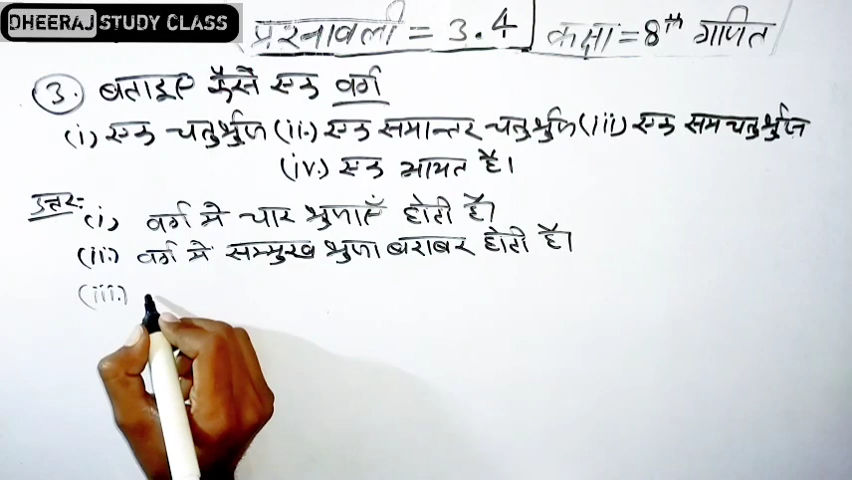 DHEERAJ STUDY CLASS
प्रश्नावली = 3.4 कक्षा = 8th गणित
3. बताइए कैसे एक वर्ग
(i) एक चतुर्भुज (ii.) एक समान्तर चतुर्भुज (iii) एक समचतुर्भुज
(iv.) एक आयत है।
उत्तर:-
(i) वर्ग मे चार भुजाएँ होती है।
(ii.) वर्ग मे सम्मुख भुजा बराबर होती है।
(iii.)